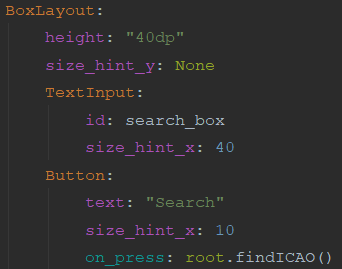 BoxLayout:
    height: "40dp"
    size_hint_y: None
    TextInput:
        id: search_box
        size_hint_x: 40
    Button:
        text: "Search"
        size_hint_x: 10
        on_press: root.findICAO()